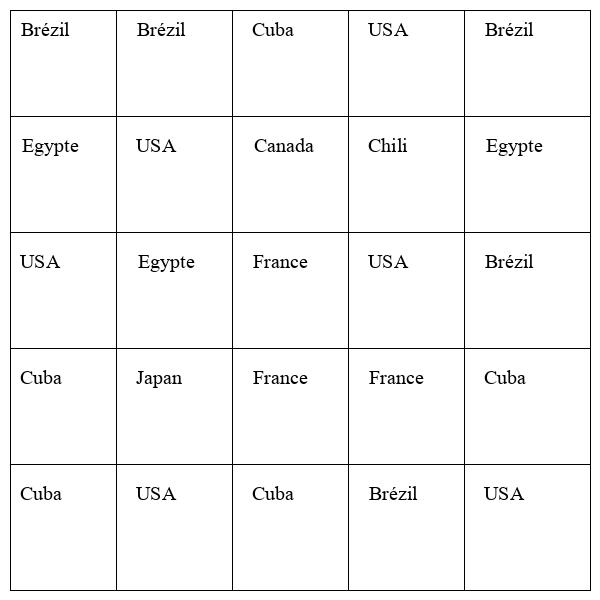 Brézil Brézil Cuba USA Brézil
Egypte USA Canada Chili Egypte
USA Egypte France USA Brézil
Cuba Japan France France Cuba
Cuba USA Cuba Brézil USA